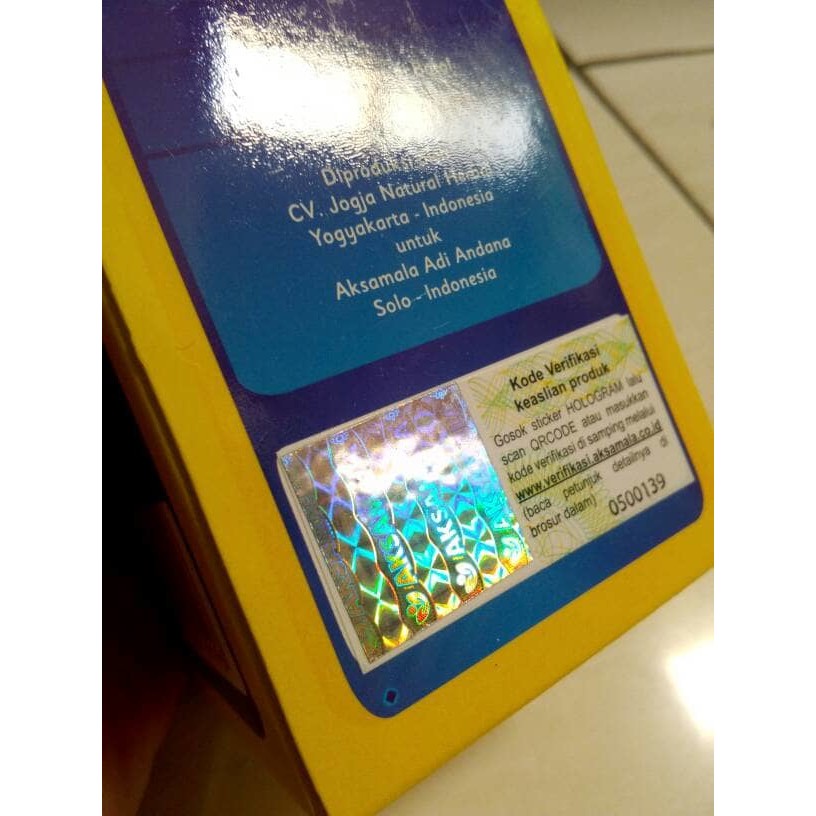 CV. Jogja Natural
Yogyakarta - Indonesia
untuk
Aksamala Adi Andana
Solo - Indonesia
Kode Verifikasi
keaslian produk
Gosok sticker HOLOGRAM lalu
scan QRCODE atau masukkan
kode verifikasi di samping melalui
www.verifikasi.aksamala.co.id
(baca petunjuk detailnya di
brosur dalam) 0500139
AKSAM
AKSA